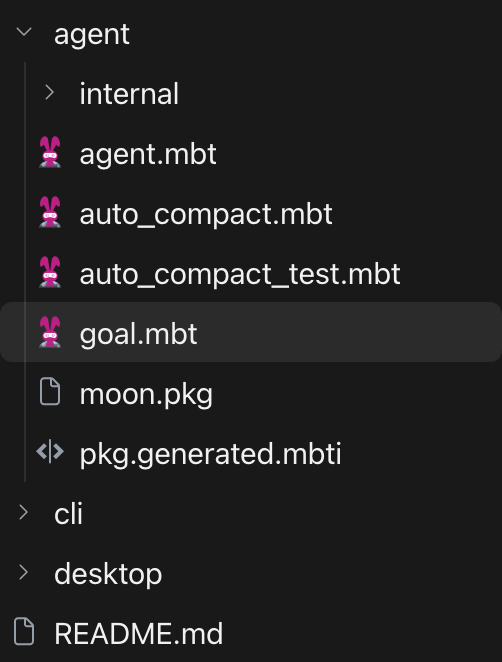 agent
internal
agent.mbt
auto_compact.mbt
auto_compact_test.mbt
goal.mbt
moon.pkg
pkg.generated.mbti
cli
desktop
README.md